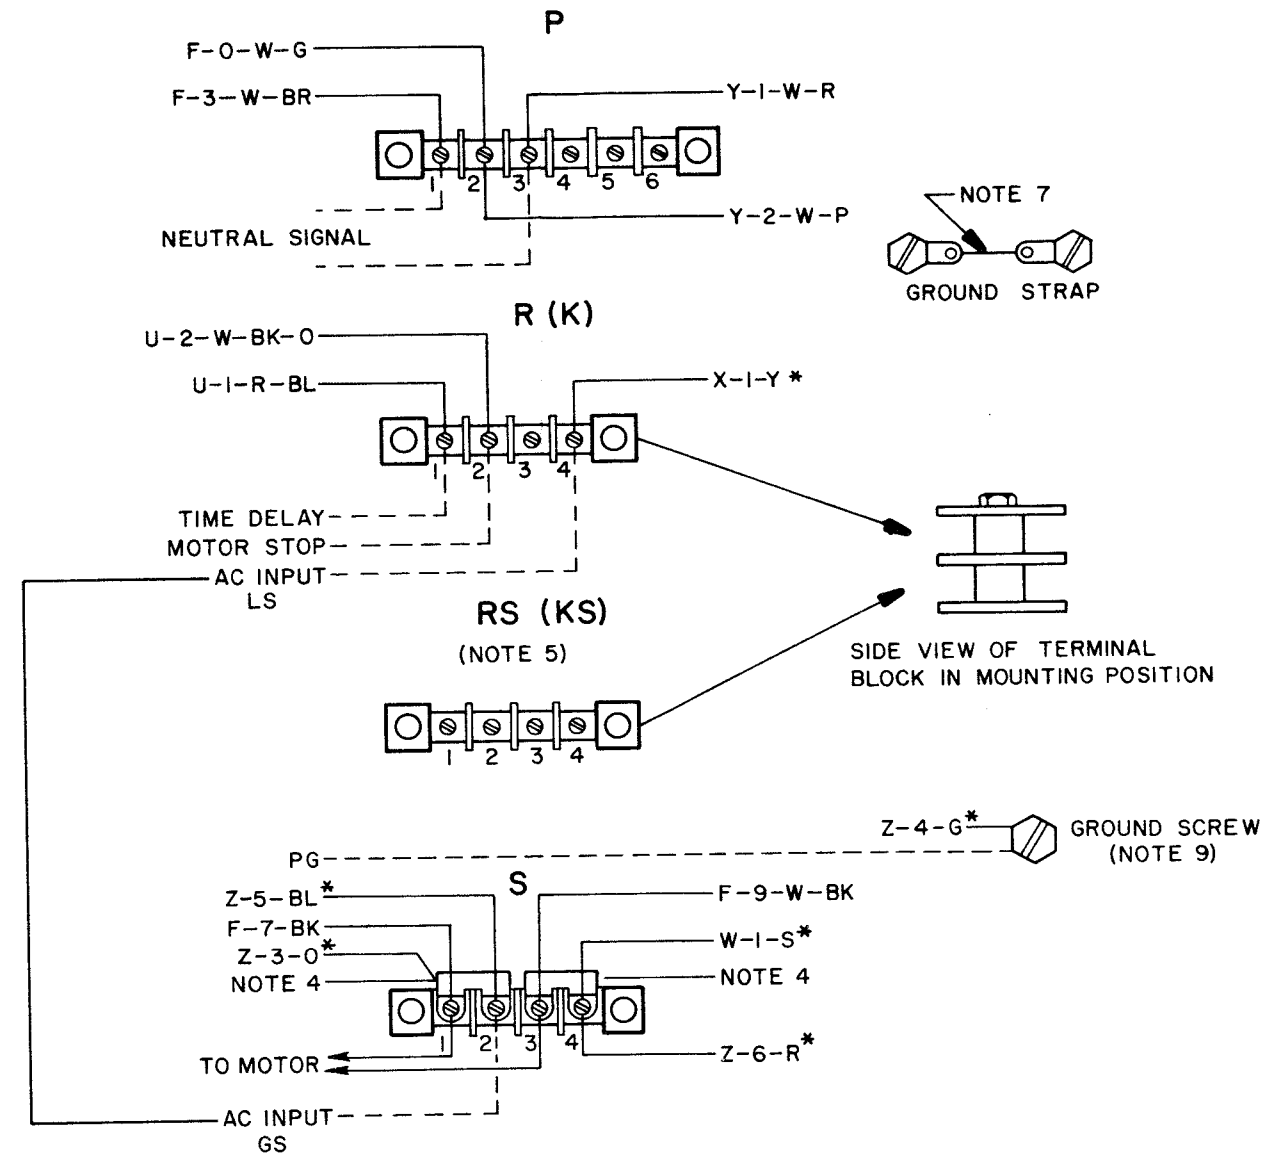 P
F-O-W-G
F-3-W-BR
Y-1-W-R
1 2 3 4 5 6
Y-2-W-P
NEUTRAL SIGNAL
NOTE 7
GROUND STRAP
R (K)
U-2-W-BK-O
U-1-R-BL
X-1-Y *
1 2 3 4
TIME DELAY
MOTOR STOP
AC INPUT
LS
RS (KS)
(NOTE 5)
1 2 3 4
SIDE VIEW OF TERMINAL
BLOCK IN MOUNTING POSITION
Z-4-G*
GROUND SCREW
(NOTE 9)
PG
S
Z-5-BL*
F-9-W-BK
F-7-BK
W-1-S*
Z-3-O*
NOTE 4
NOTE 4
1 2 3 4
TO MOTOR
Z-6-R*
AC INPUT
GS